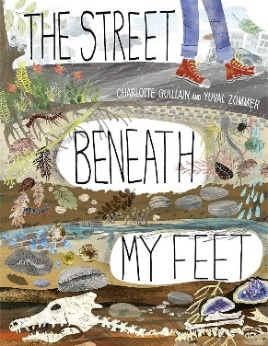 THE STREET
CHARLOTTE GUILLAIN AND YUVAL ZOMMER
BENEATH
MY FEET